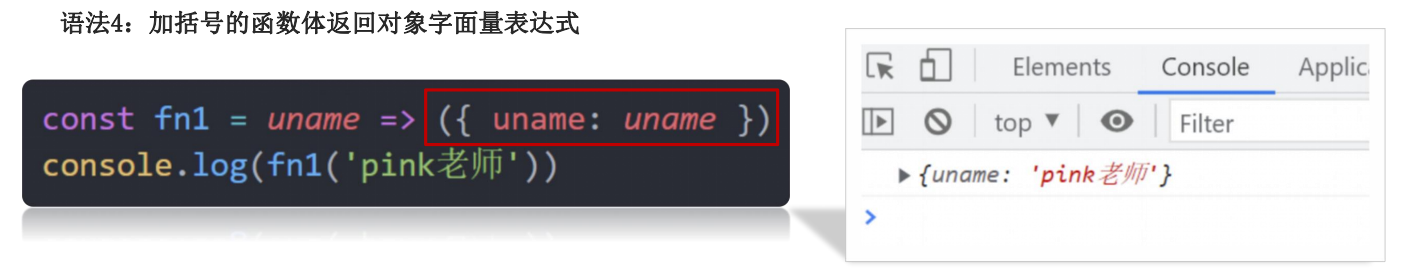 语法4：加括号的函数体返回对象字面量表达式
const fn1 = uname => ({ uname: uname })
console.log(fn1('pink老师'))
Elements Console Applic
top Filter
{uname: 'pink老师'}